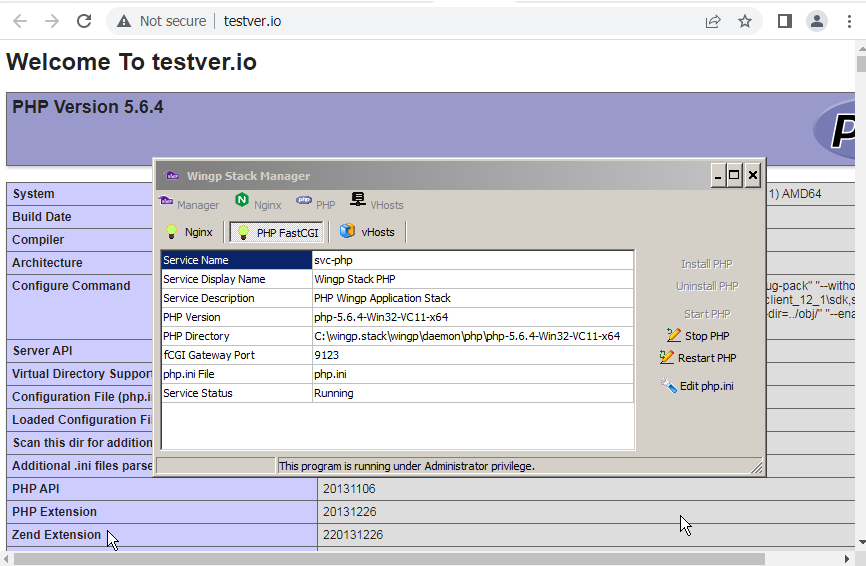 Not secure testver.io
Welcome To testver.io
PHP Version 5.6.4
Wingp Stack Manager
Manager Nginx PHP VHosts
Nginx PHP FastCGI vHosts
Service Name svc-php
Service Display Name Wingp Stack PHP
Service Description PHP Wingp Application Stack
PHP Version php-5.6.4-Win32-VC11-x64
PHP Directory C:\wingp.stack\wingp\daemon\php\php-5.6.4-Win32-VC11-x64
fCGI Gateway Port 9123
php.ini File php.ini
Service Status Running
Install PHP
Uninstall PHP
Start PHP
Stop PHP
Restart PHP
Edit php.ini
This program is running under Administrator privilege.
System 1) AMD64
Build Date
Compiler
Architecture
Configure Command ug-pack" "--witho
client_12_1\sdk,s
-dir=../obj/" "--ena
Server API
Virtual Directory Support
Configuration File (php.i
Loaded Configuration Fi
Scan this dir for addition
Additional .ini files parse
PHP API 20131106
PHP Extension 20131226
Zend Extension 220131226